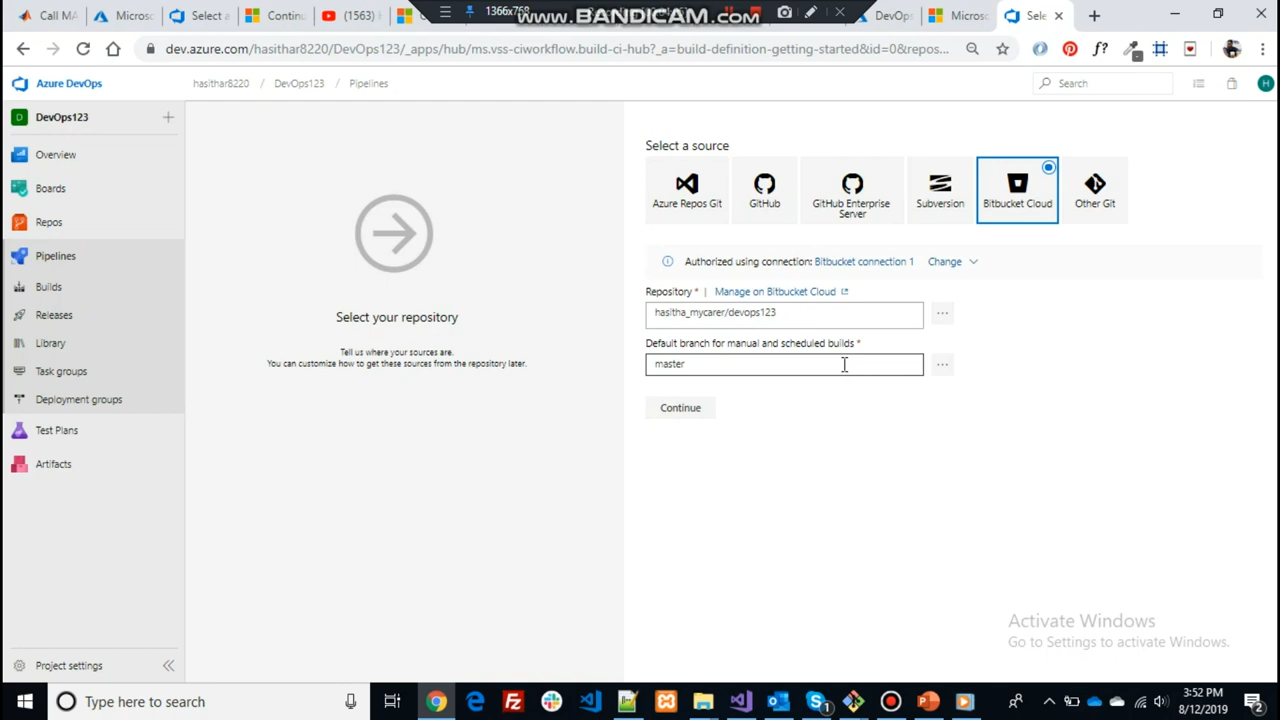 Call MA
Microso
Select a
Contin
(1563) 
1366x768
www.BANDICAM.com
DevOps
Micros
Sele
dev.azure.com/hasithar8220/DevOps123/_apps/hub/ms.vss-ciworkflow.build-ci-hub?_a=build-definition-getting-started&id=0&repos...
f?
Azure DevOps
hasithar8220 / DevOps123 / Pipelines
Search
H
D DevOps123
Overview
Boards
Repos
Pipelines
Builds
Releases
Library
Task groups
Deployment groups
Test Plans
Artifacts
Project settings
Select your repository
Tell us where your sources are.
You can customize how to get these sources from the repository later.
Select a source
Azure Repos Git
GitHub
GitHub Enterprise
Server
Subversion
Bitbucket Cloud
Other Git
Authorized using connection: Bitbucket connection 1 Change
Repository * | Manage on Bitbucket Cloud
hasitha_mycarer/devops123
Default branch for manual and scheduled builds *
master
Continue
Activate Windows
Go to Settings to activate Windows.
Type here to search
3:52 PM
8/12/2019
2